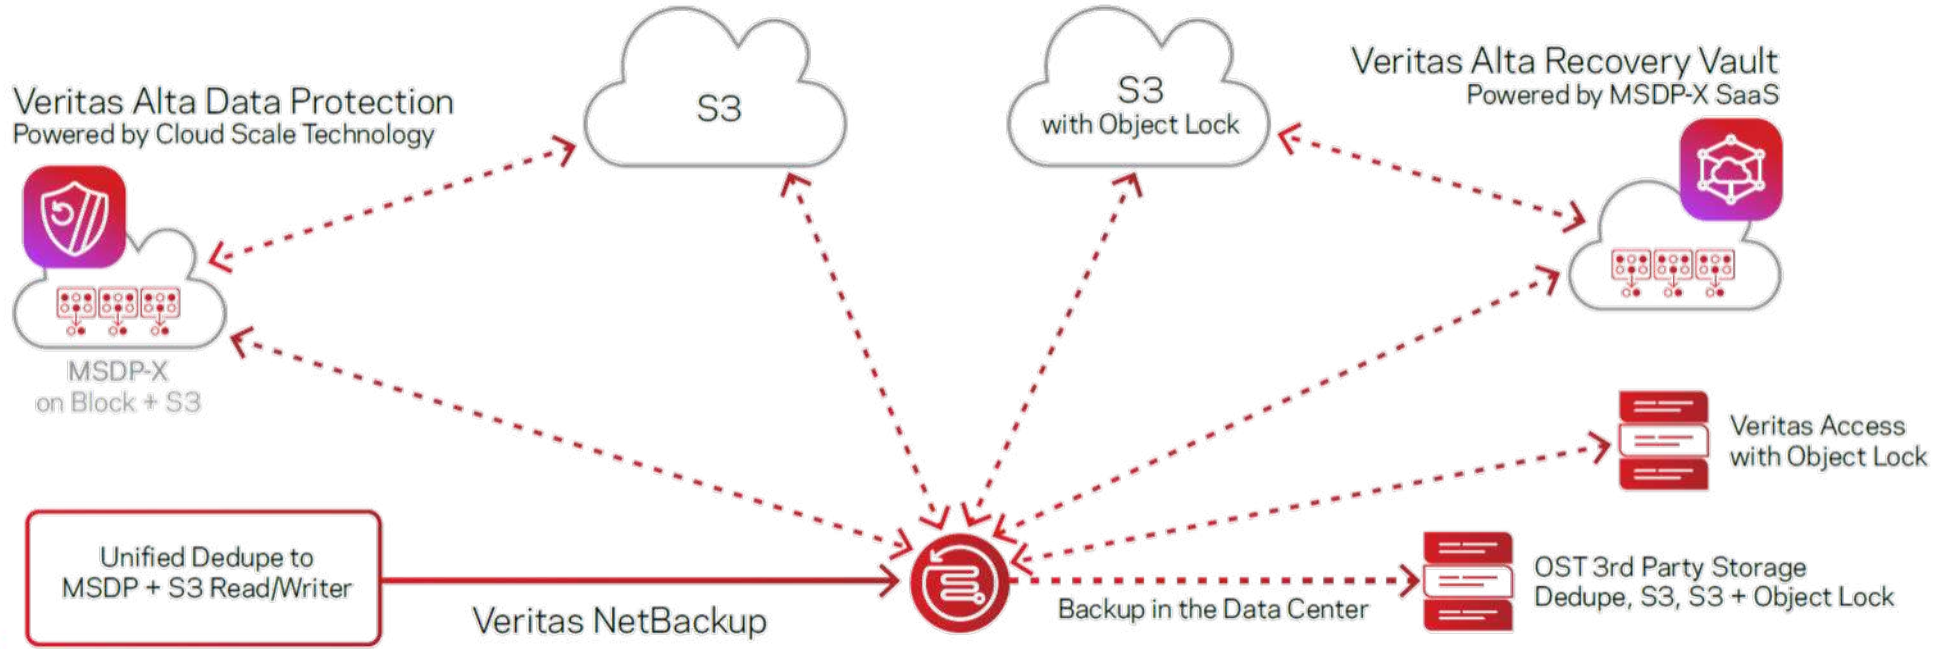 Veritas Alta Data Protection
Powered by Cloud Scale Technology
S3
S3
with Object Lock
Veritas Alta Recovery Vault
Powered by MSDP-X SaaS
MSDP-X
on Block + S3
Veritas Access
with Object Lock
Unified Dedupe to
MSDP + S3 Read/Writer
Veritas NetBackup
Backup in the Data Center
OST 3rd Party Storage
Dedupe, S3, S3 + Object Lock